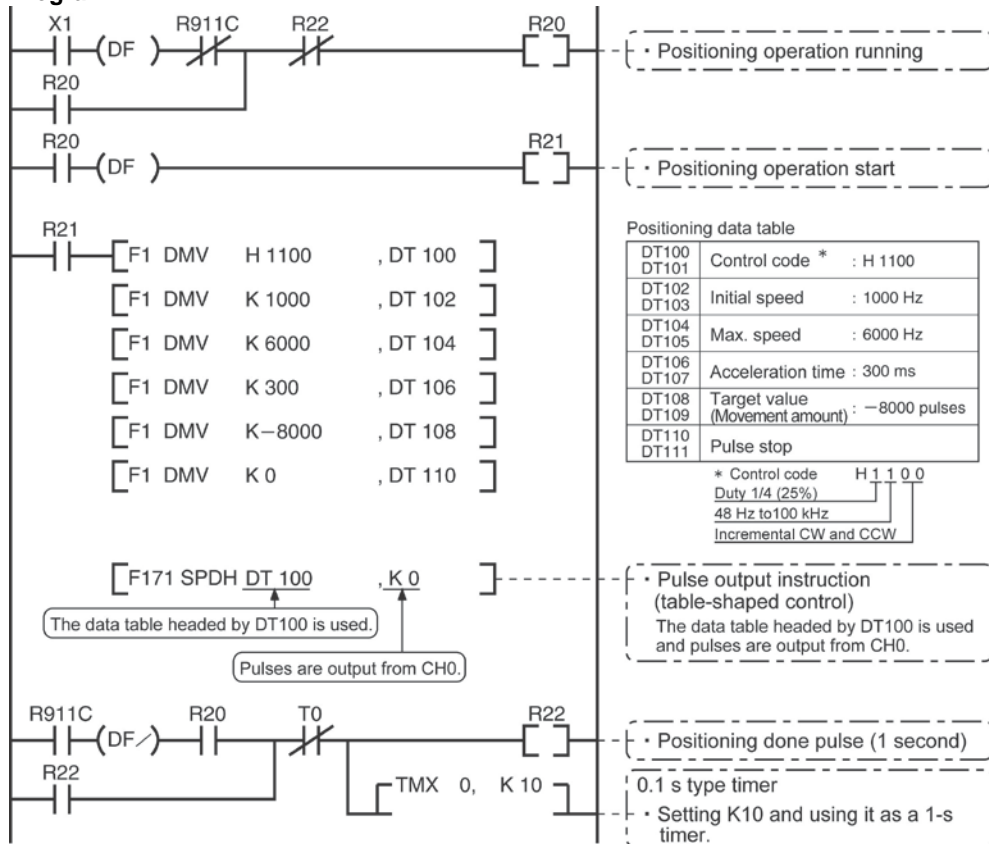 X1 R911C R22 R20
(DF )
R20
· Positioning operation running
R20 R21
(DF )
· Positioning operation start
R21
F1 DMV H 1100 , DT 100
F1 DMV K 1000 , DT 102
F1 DMV K 6000 , DT 104
F1 DMV K 300 , DT 106
F1 DMV K−8000 , DT 108
F1 DMV K 0 , DT 110
Positioning data table
DT100
DT101 Control code * : H 1100
DT102
DT103 Initial speed : 1000 Hz
DT104
DT105 Max. speed : 6000 Hz
DT106
DT107 Acceleration time : 300 ms
DT108 Target value
DT109 (Movement amount) : −8000 pulses
DT110
DT111 Pulse stop
* Control code H 1 1 0 0
Duty 1/4 (25%)
48 Hz to100 kHz
Incremental CW and CCW
F171 SPDH DT 100 , K 0
The data table headed by DT100 is used.
Pulses are output from CH0.
· Pulse output instruction
(table-shaped control)
The data table headed by DT100 is used
and pulses are output from CH0.
R911C R20 T0 R22
(DF/)
R22
TMX 0, K 10
· Positioning done pulse (1 second)
0.1 s type timer
· Setting K10 and using it as a 1-s
timer.